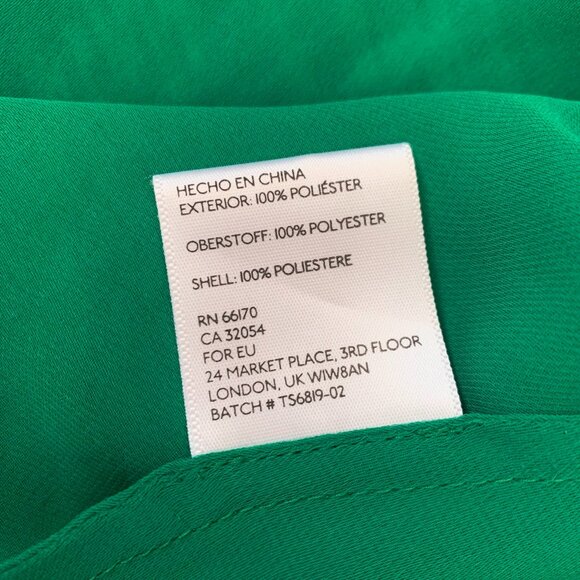 HECHO EN CHINA
EXTERIOR: 100% POLIÉSTER
OBERSTOFF: 100% POLYESTER
SHELL: 100% POLIESTERE
RN 66170
CA 32054
FOR EU
24 MARKET PLACE, 3RD FLOOR
LONDON, UK W1W8AN
BATCH # TS6819-02